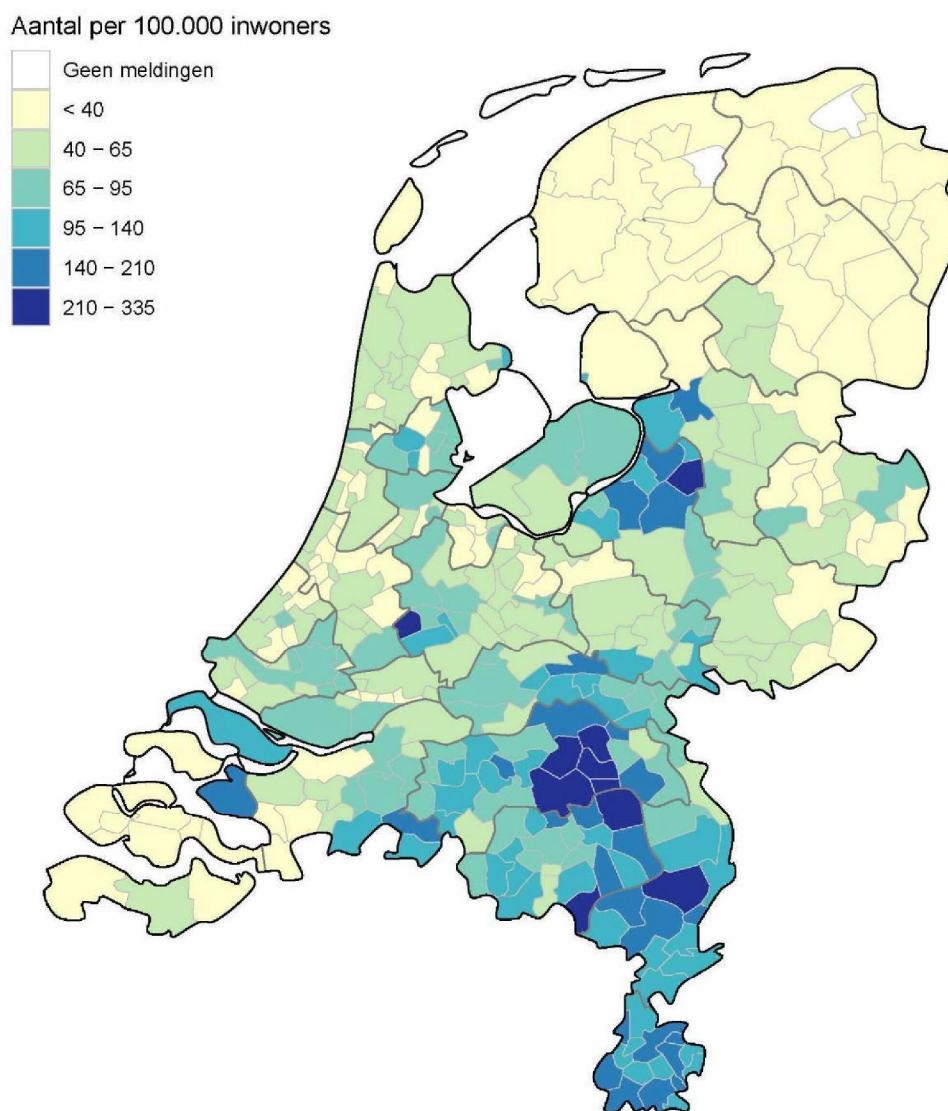 Aantal per 100.000 inwoners
Geen meldingen
< 40
40 – 65
65 – 95
95 – 140
140 – 210
210 – 335